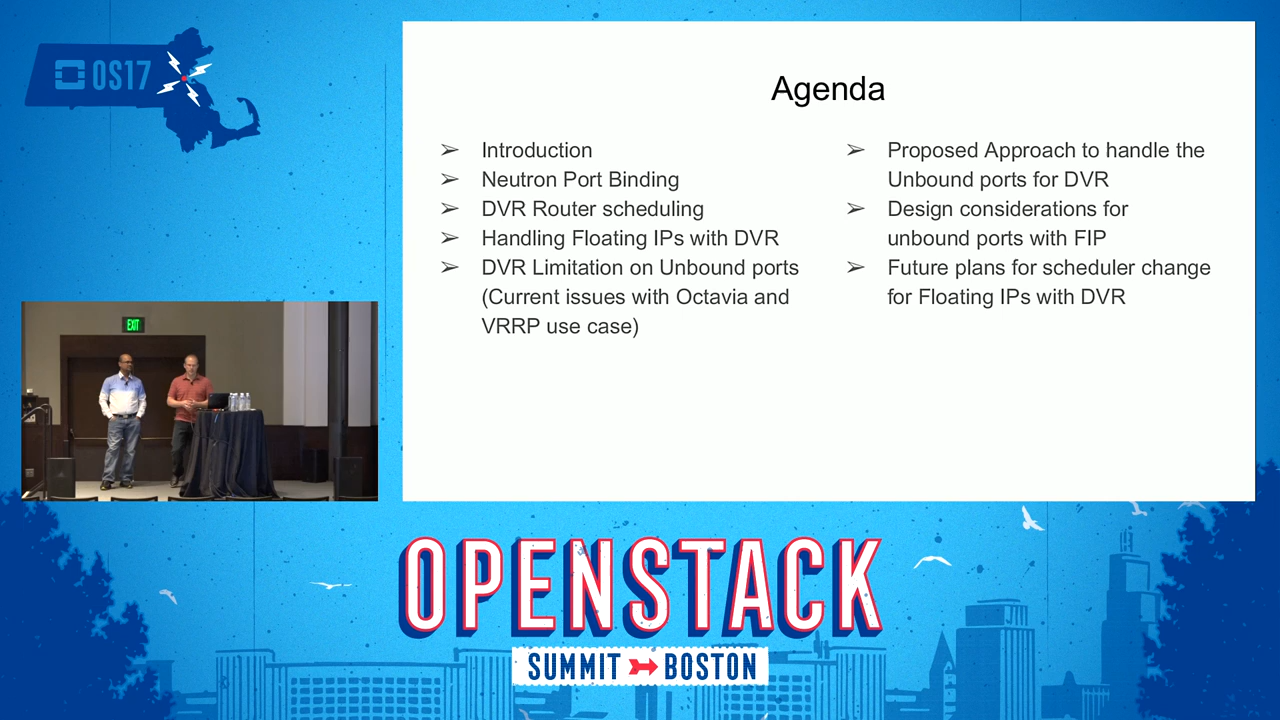 OS17
Agenda
➢ Introduction
➢ Neutron Port Binding
➢ DVR Router scheduling
➢ Handling Floating IPs with DVR
➢ DVR Limitation on Unbound ports
(Current issues with Octavia and
VRRP use case)
➢ Proposed Approach to handle the
Unbound ports for DVR
➢ Design considerations for
unbound ports with FIP
➢ Future plans for scheduler change
for Floating IPs with DVR
EXIT
OPENSTACK
SUMMIT BOSTON